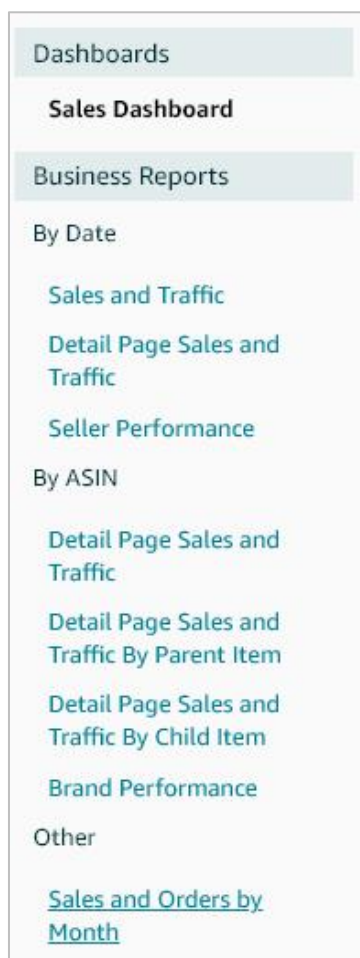 Dashboards
Sales Dashboard
Business Reports
By Date
Sales and Traffic
Detail Page Sales and
Traffic
Seller Performance
By ASIN
Detail Page Sales and
Traffic
Detail Page Sales and
Traffic By Parent Item
Detail Page Sales and
Traffic By Child Item
Brand Performance
Other
Sales and Orders by
Month